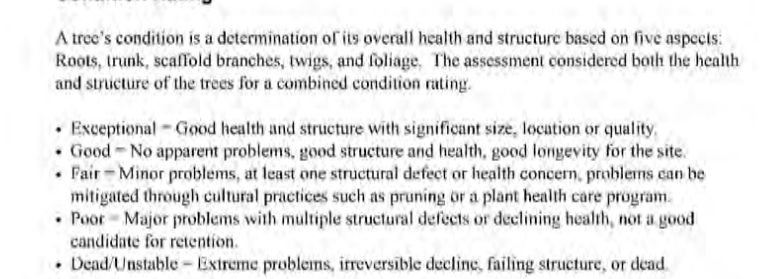 A tree's condition is a determination of its overall health and structure based on five aspects:
Roots, trunk, scaffold branches, twigs, and foliage. The assessment considered both the health
and structure of the trees for a combined condition rating.
• Exceptional – Good health and structure with significant size, location or quality.
• Good – No apparent problems, good structure and health, good longevity for the site.
• Fair – Minor problems, at least one structural defect or health concern, problems can be
mitigated through cultural practices such as pruning or a plant health care program.
• Poor – Major problems with multiple structural defects or declining health, not a good
candidate for retention.
• Dead/Unstable – Extreme problems, irreversible decline, failing structure, or dead.